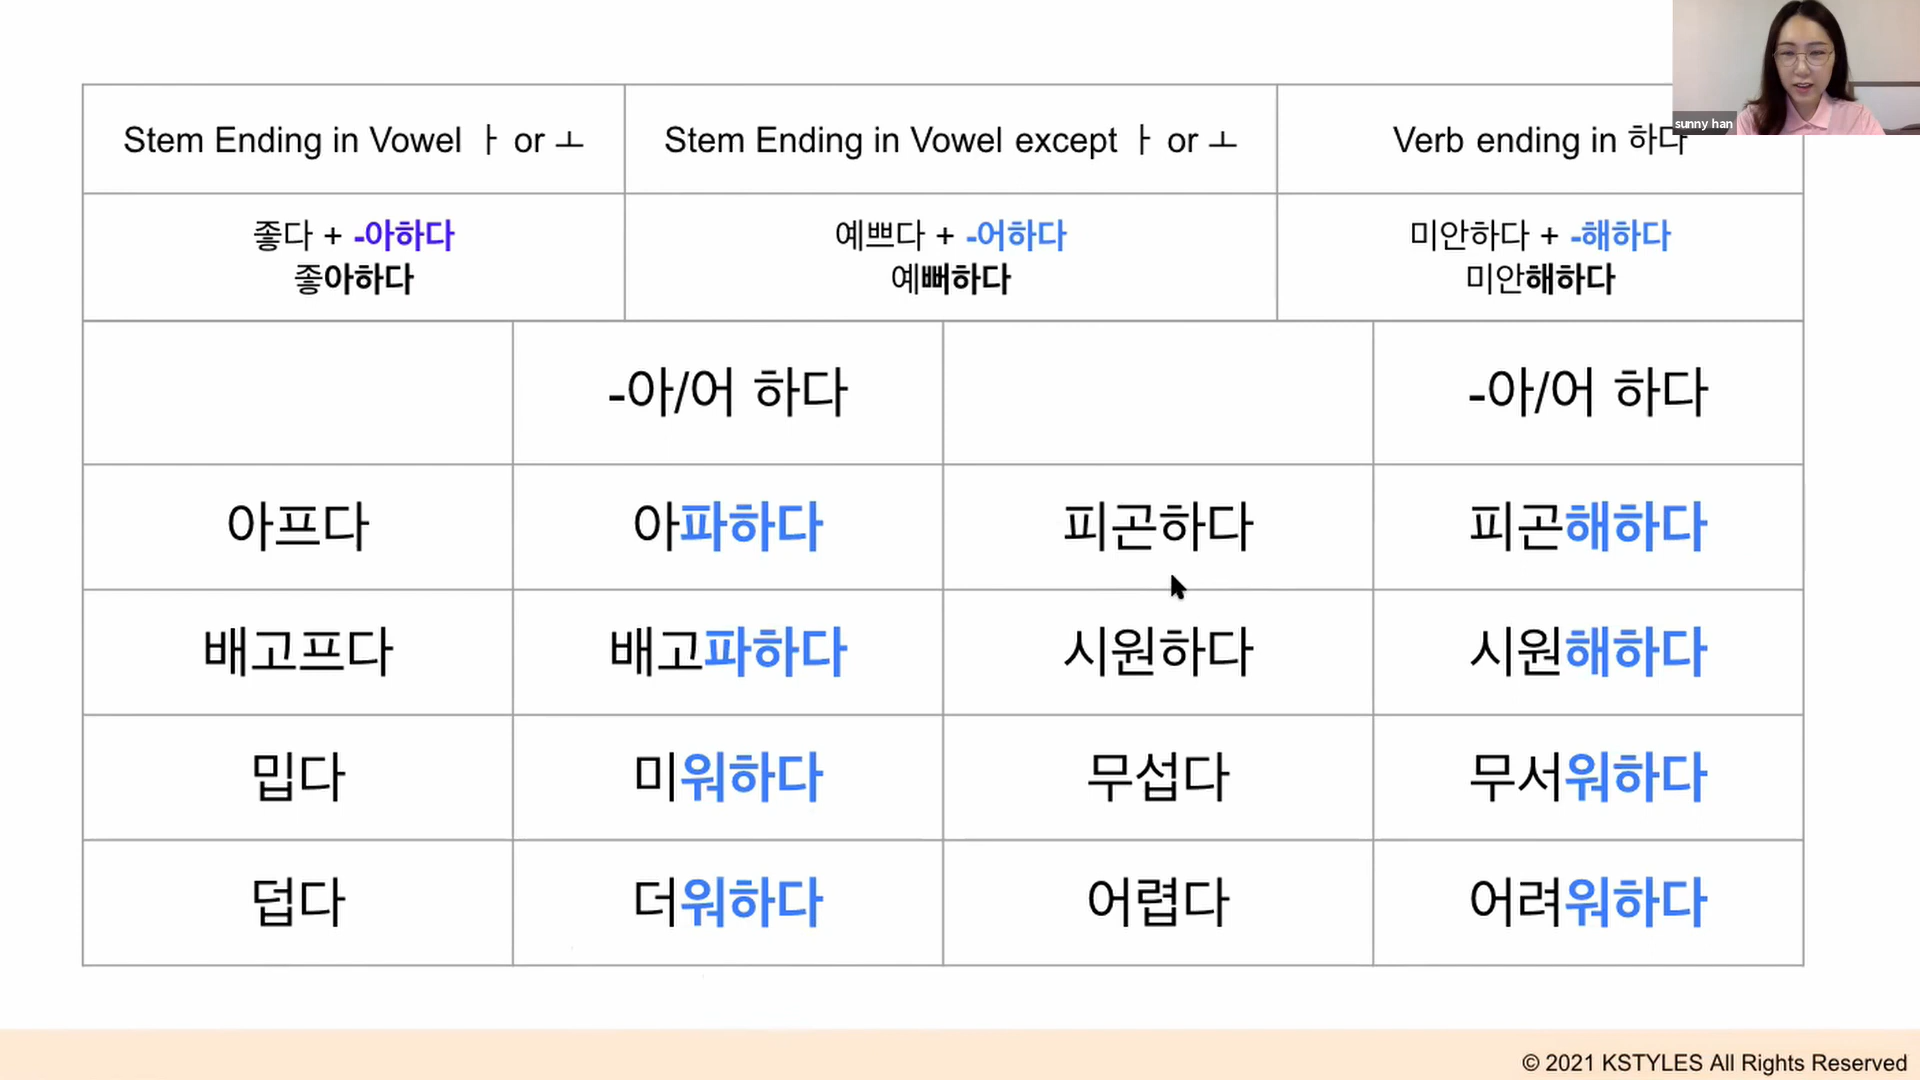 sunny han
Stem Ending in Vowel ㅏ or ㅗ
Stem Ending in Vowel except ㅏ or ㅗ
Verb ending in 하다
좋다 + -아하다
좋아하다
예쁘다 + -어하다
예뻐하다
미안하다 + -해하다
미안해하다
-아/어 하다
-아/어 하다
아프다
아파하다
피곤하다
피곤해하다
배고프다
배고파하다
시원하다
시원해하다
밉다
미워하다
무섭다
무서워하다
덥다
더워하다
어렵다
어려워하다
© 2021 KSTYLES All Rights Reserved